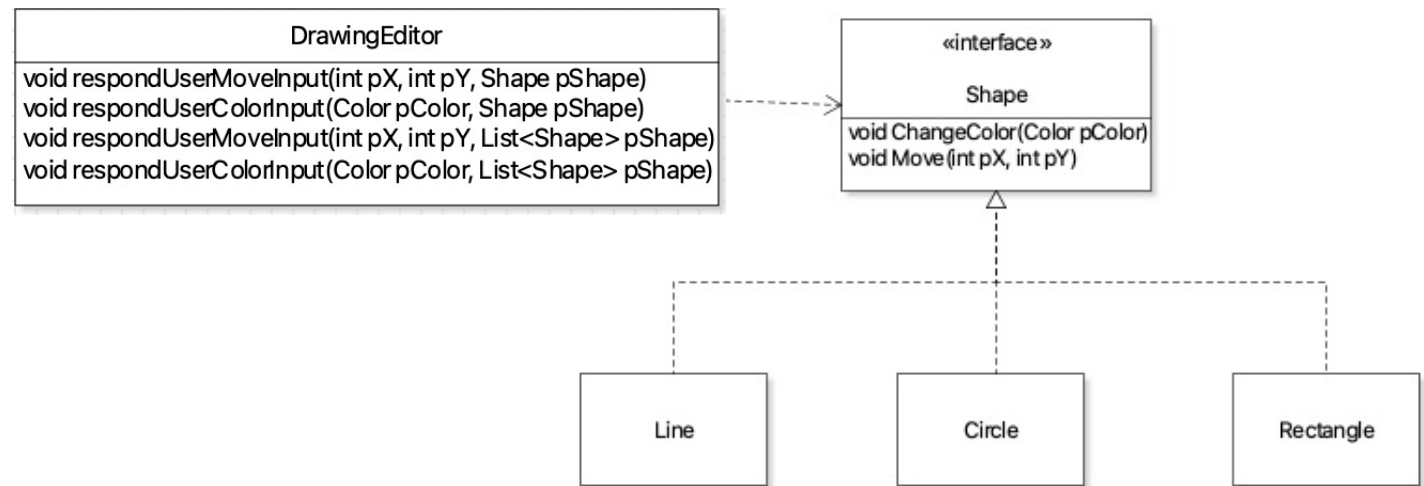 DrawingEditor
void respondUserMoveInput(int pX, int pY, Shape pShape)
void respondUserColorInput(Color pColor, Shape pShape)
void respondUserMoveInput(int pX, int pY, List<Shape> pShape)
void respondUserColorInput(Color pColor, List<Shape> pShape)
«interface»
Shape
void ChangeColor(Color pColor)
void Move(int pX, int pY)
Line
Circle
Rectangle